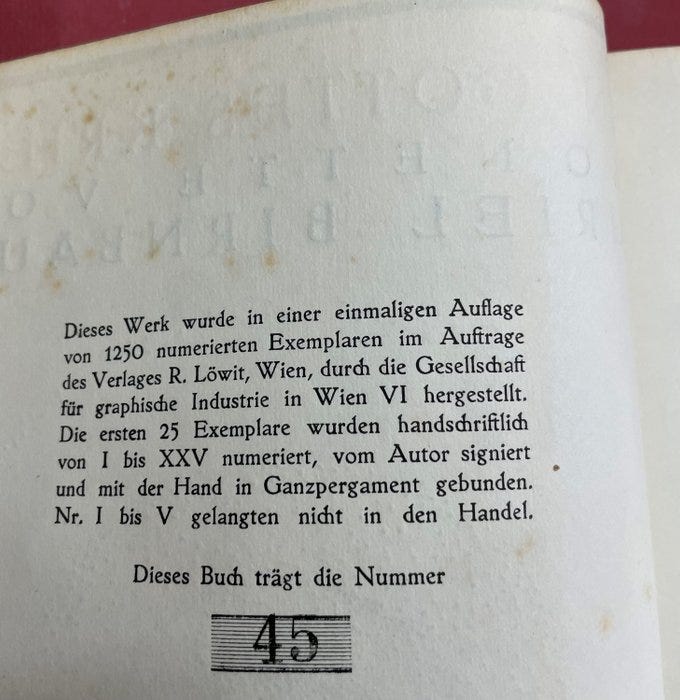 Dieses Werk wurde in einer einmaligen Auflage
von 1250 numerierten Exemplaren im Auftrage
des Verlages R. Löwit, Wien, durch die Gesellschaft
für graphische Industrie in Wien VI hergestellt.
Die ersten 25 Exemplare wurden handschriftlich
von I bis XXV numeriert, vom Autor signiert
und mit der Hand in Ganzpergament gebunden.
Nr. I bis V gelangten nicht in den Handel.
Dieses Buch trägt die Nummer
45